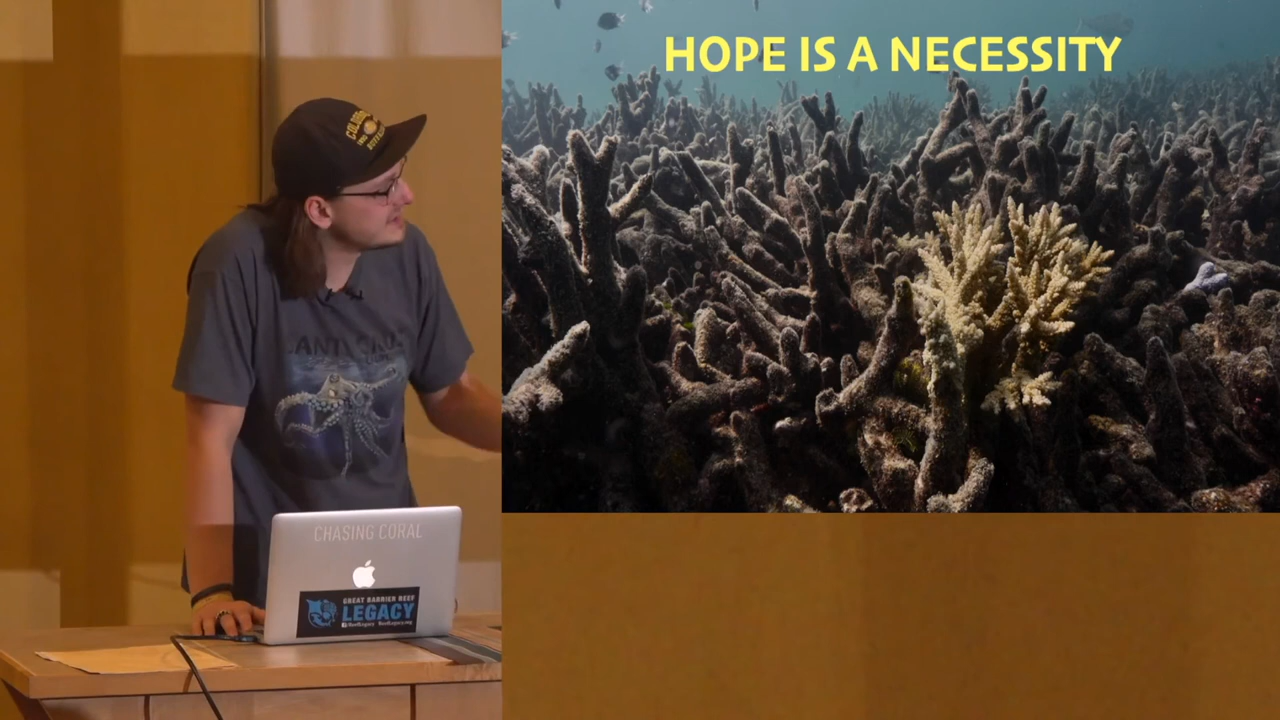 HOPE IS A NECESSITY
CHASING CORAL
GREAT BARRIER REEF
LEGACY